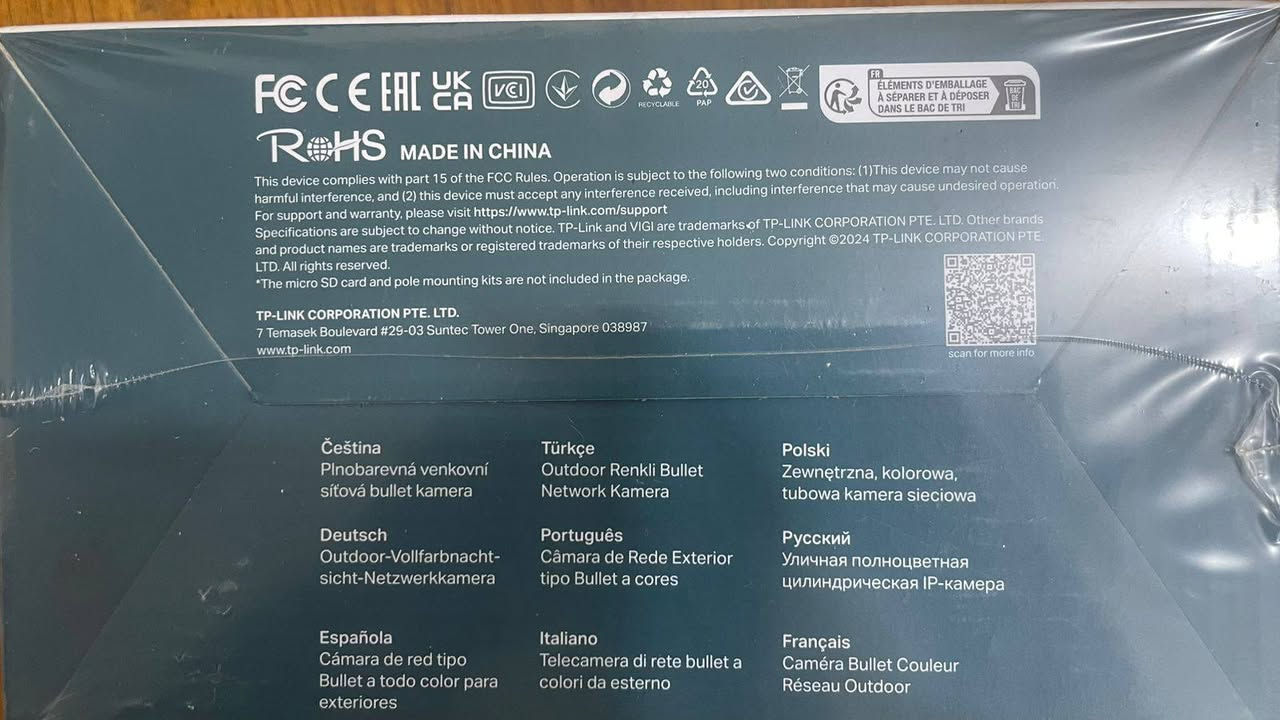 FC CE EAC UK CA VCCI RECYCLABLE 20 PAP FR ÉLÉMENTS D'EMBALLAGE À SÉPARER ET À DÉPOSER DANS LE BAC DE TRI BAC DE TRI
RoHS MADE IN CHINA
This device complies with part 15 of the FCC Rules. Operation is subject to the following two conditions: (1)This device may not cause
harmful interference, and (2) this device must accept any interference received, including interference that may cause undesired operation.
For support and warranty, please visit https://www.tp-link.com/support
Specifications are subject to change without notice. TP-Link and VIGI are trademarks of TP-LINK CORPORATION PTE. LTD. Other brands
and product names are trademarks or registered trademarks of their respective holders. Copyright ©2024 TP-LINK CORPORATION PTE.
LTD. All rights reserved.
*The micro SD card and pole mounting kits are not included in the package.
TP-LINK CORPORATION PTE. LTD.
7 Temasek Boulevard #29-03 Suntec Tower One, Singapore 038987
www.tp-link.com
scan for more info
Čeština
Plnobarevná venkovní
síťová bullet kamera
Türkçe
Outdoor Renkli Bullet
Network Kamera
Polski
Zewnętrzna, kolorowa,
tubowa kamera sieciowa
Deutsch
Outdoor-Vollfarbnacht-
sicht-Netzwerkkamera
Português
Câmara de Rede Exterior
tipo Bullet a cores
Русский
Уличная полноцветная
цилиндрическая IP-камера
Española
Cámara de red tipo
Bullet a todo color para
exteriores
Italiano
Telecamera di rete bullet a
colori da esterno
Français
Caméra Bullet Couleur
Réseau Outdoor